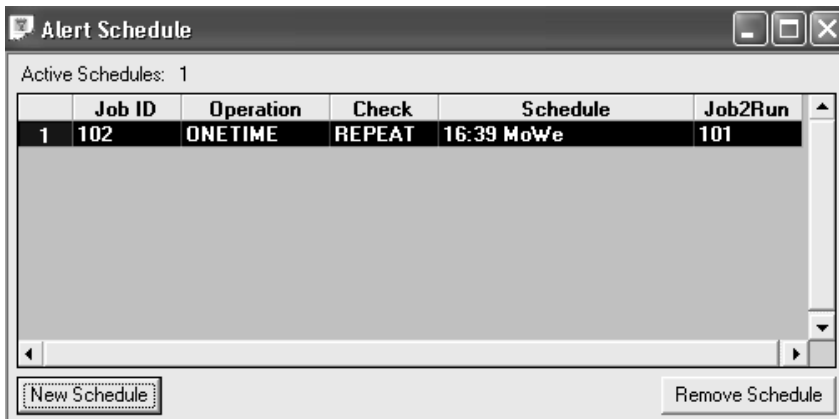 Alert Schedule
Active Schedules: 1
Job ID Operation Check Schedule Job2Run
1 102 ONETIME REPEAT 16:39 MoWe 101
New Schedule Remove Schedule